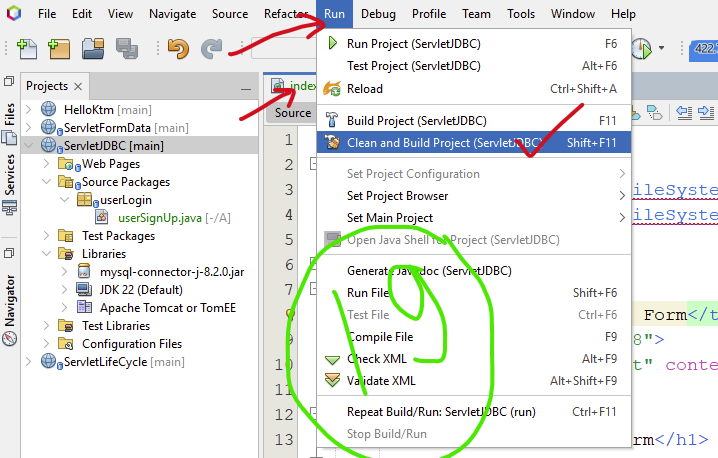 File Edit View Navigate Source Refactor Run Debug Profile Team Tools Window Help
Run Project (ServletJDBC) F6
Test Project (ServletJDBC) Alt+F6
Reload Ctrl+Shift+A
Build Project (ServletJDBC) F11
Clean and Build Project (ServletJDBC) Shift+F11
Set Project Configuration
Set Project Browser
Set Main Project
Open Java Shell for Project (ServletJDBC)
Generate Javadoc (ServletJDBC)
Run File Shift+F6
Test File Ctrl+F6
Compile File F9
Check XML Alt+F9
Validate XML Alt+Shift+F9
Repeat Build/Run: ServletJDBC (run) Ctrl+F11
Stop Build/Run
Files
Services
Navigator
Projects
HelloKtm [main]
ServletFormData [main]
ServletJDBC [main]
Web Pages
Source Packages
userLogin
userSignUp.java [-/A]
Test Packages
Libraries
mysql-connector-j-8.2.0.jar
JDK 22 (Default)
Apache Tomcat or TomEE
Test Libraries
Configuration Files
ServletLifeCycle [main]
index
Source
422.
1
2
3 ileSystem
4 ileSystem
5
6
7
8 Form</t
9 8">
10 t" conte
11
12
13 rm</h1>